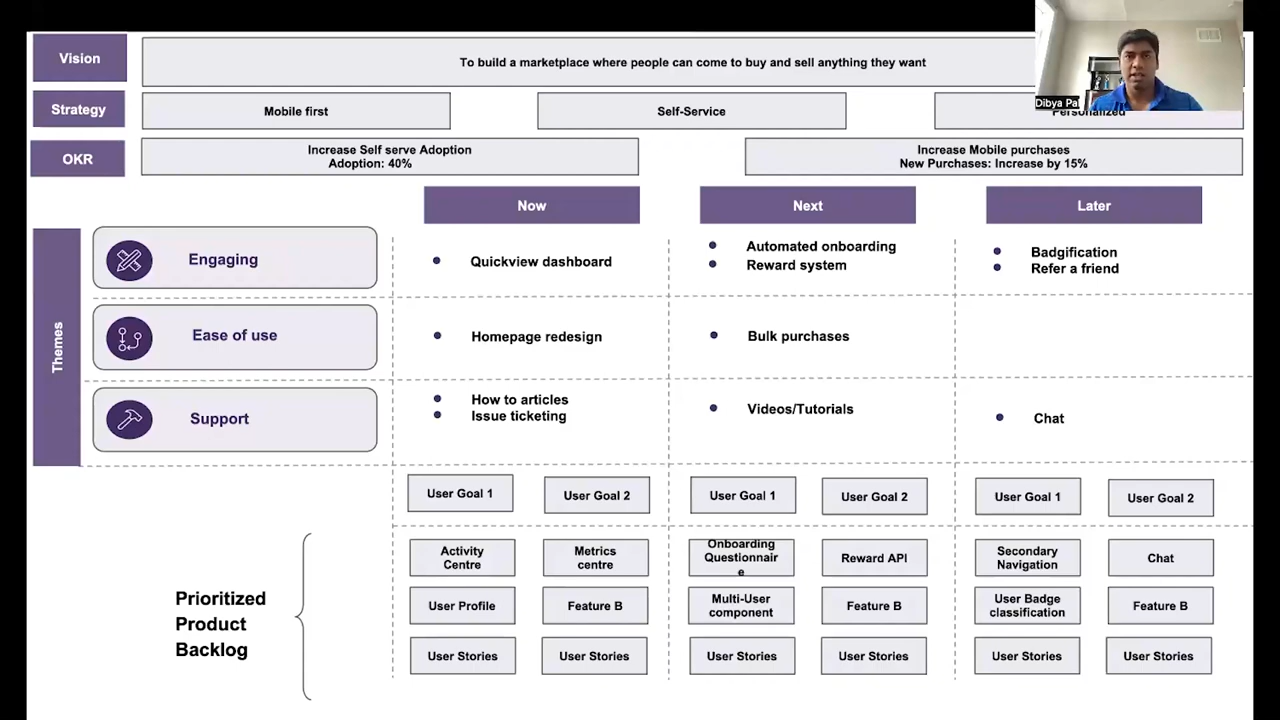 Vision
To build a marketplace where people can come to buy and sell anything they want
Strategy
Mobile first
Self-Service
Personalized
Dibya Pa
OKR
Increase Self serve Adoption
Adoption: 40%
Increase Mobile purchases
New Purchases: Increase by 15%
Now
Next
Later
Themes
Engaging
Quickview dashboard
Automated onboarding
Reward system
Badgification
Refer a friend
Ease of use
Homepage redesign
Bulk purchases
Support
How to articles
Issue ticketing
Videos/Tutorials
Chat
User Goal 1
User Goal 2
User Goal 1
User Goal 2
User Goal 1
User Goal 2
Prioritized
Product
Backlog
Activity
Centre
Metrics
centre
Onboarding
Questionnair
e
Reward API
Secondary
Navigation
Chat
User Profile
Feature B
Multi-User
component
Feature B
User Badge
classification
Feature B
User Stories
User Stories
User Stories
User Stories
User Stories
User Stories